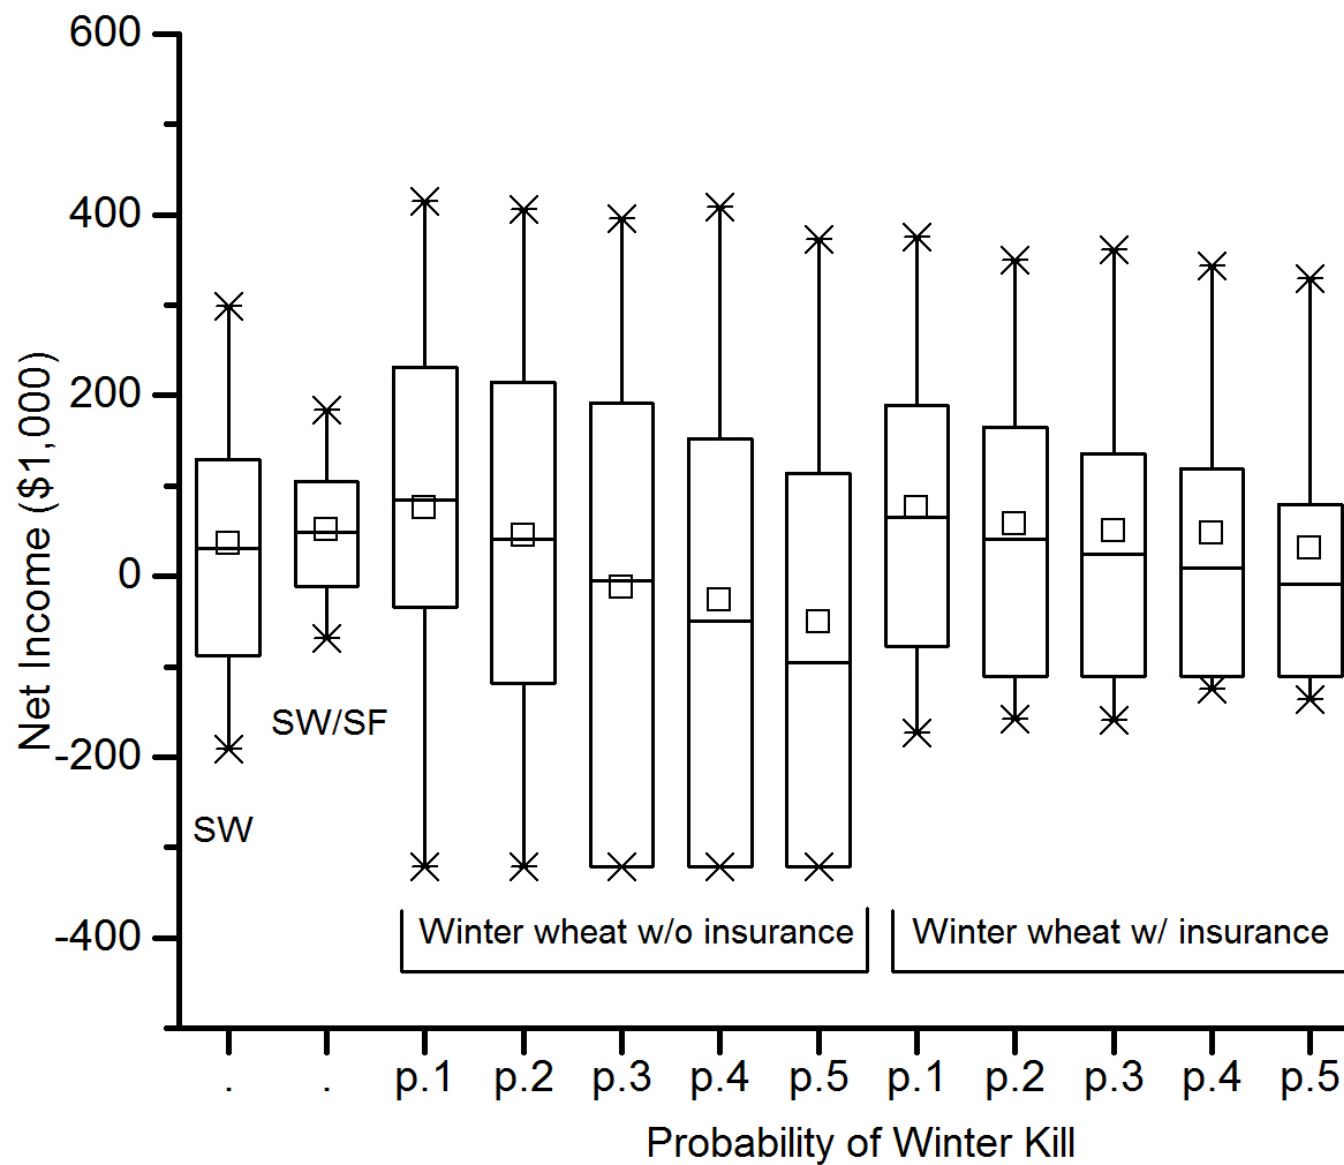 600
400
200
0
-200
-400
Net Income ($1,000)
SW
SW/SF
Winter wheat w/o insurance
Winter wheat w/ insurance
. . p.1 p.2 p.3 p.4 p.5 p.1 p.2 p.3 p.4 p.5
Probability of Winter Kill